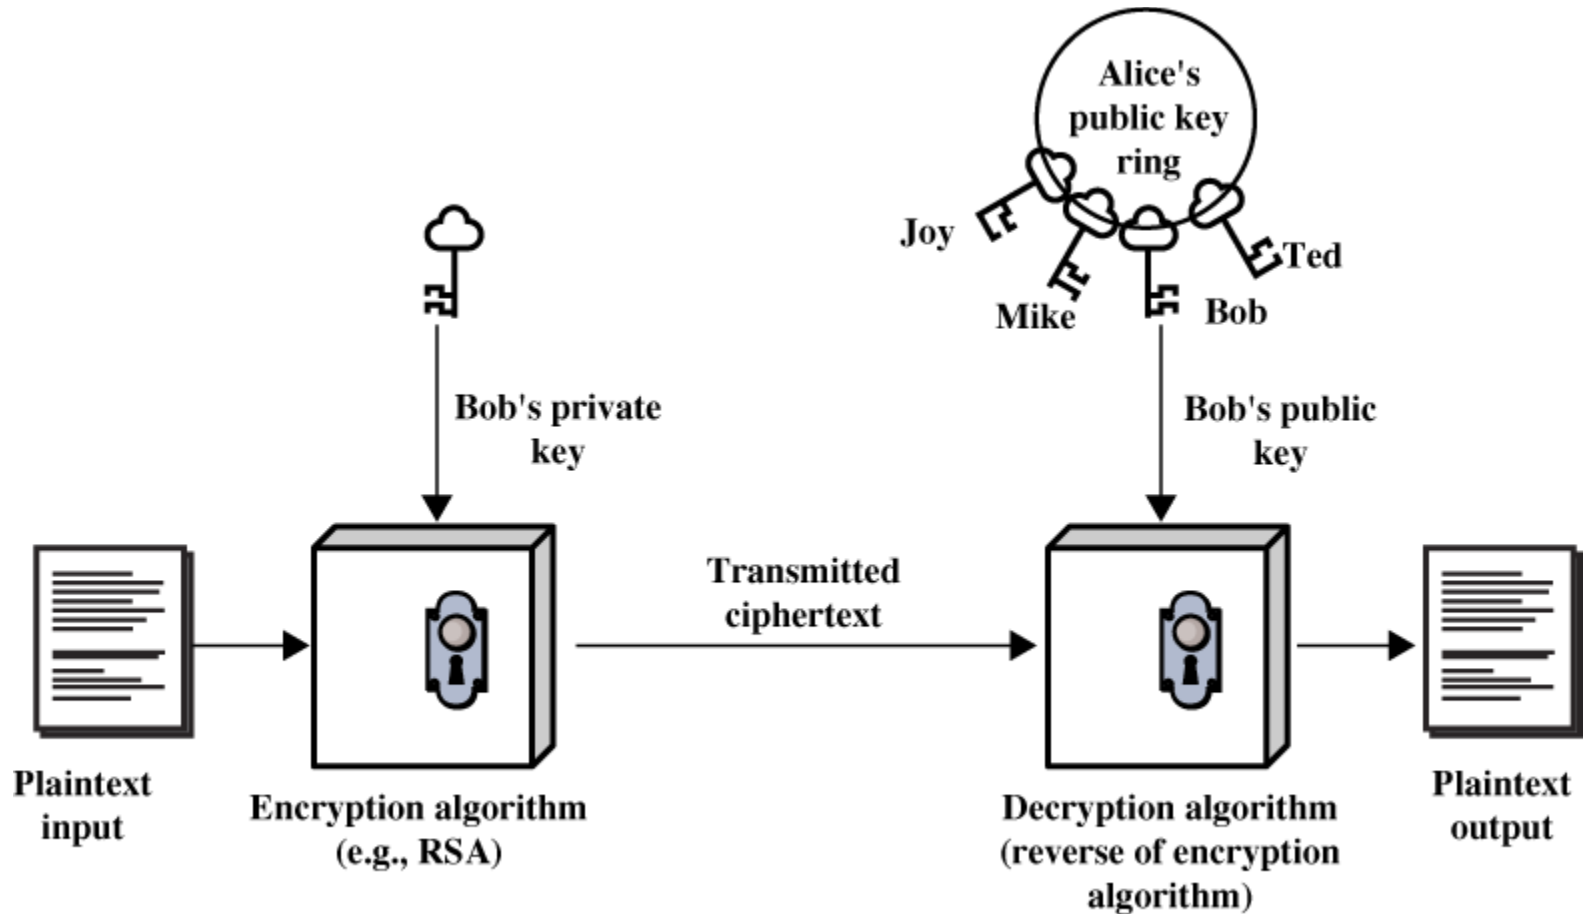 Alice's
public key
ring
Joy
Ted
Mike
Bob
Bob's private
key
Bob's public
key
Transmitted
ciphertext
Plaintext
input
Encryption algorithm
(e.g., RSA)
Decryption algorithm
(reverse of encryption
algorithm)
Plaintext
output